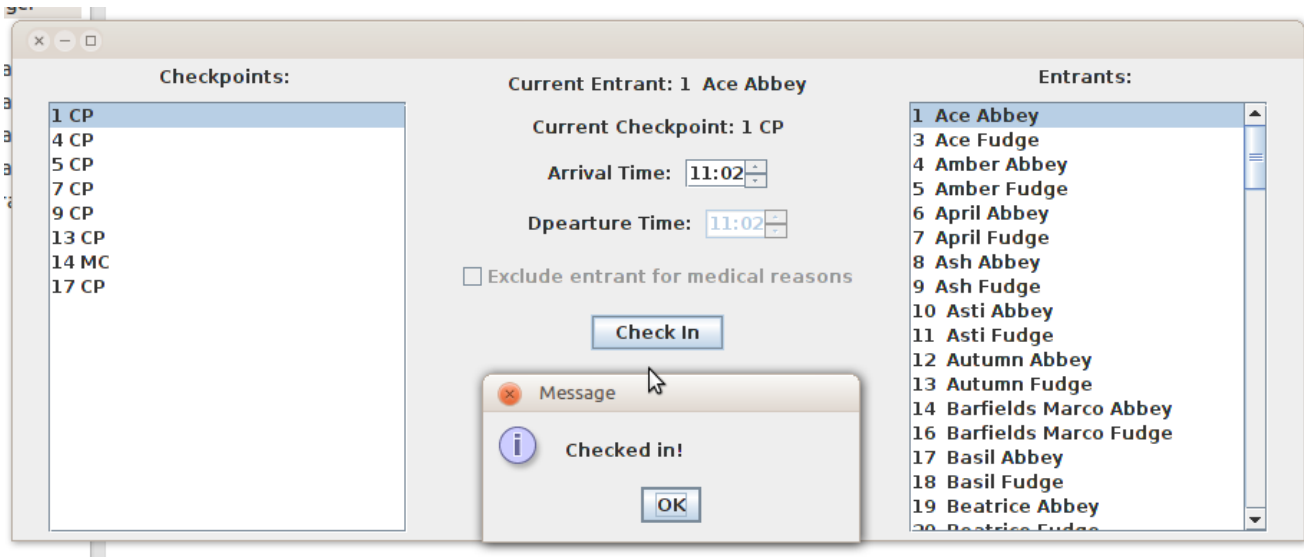 Checkpoints:
1 CP
4 CP
5 CP
7 CP
9 CP
13 CP
14 MC
17 CP
Current Entrant: 1 Ace Abbey
Current Checkpoint: 1 CP
Arrival Time: 11:02
Dpearture Time: 11:02
Exclude entrant for medical reasons
Check In
Message
Checked in!
OK
Entrants:
1 Ace Abbey
3 Ace Fudge
4 Amber Abbey
5 Amber Fudge
6 April Abbey
7 April Fudge
8 Ash Abbey
9 Ash Fudge
10 Asti Abbey
11 Asti Fudge
12 Autumn Abbey
13 Autumn Fudge
14 Barfields Marco Abbey
16 Barfields Marco Fudge
17 Basil Abbey
18 Basil Fudge
19 Beatrice Abbey
20 Beatrice Fudge